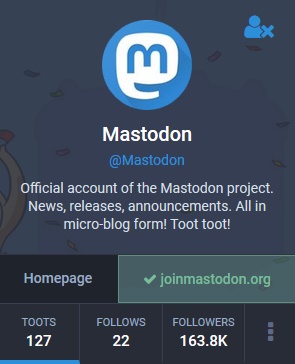 Mastodon
@Mastodon
Official account of the Mastodon project.
News, releases, announcements. All in
micro-blog form! Toot toot!
Homepage
joinmastodon.org
TOOTS FOLLOWS FOLLOWERS
127 22 163.8K